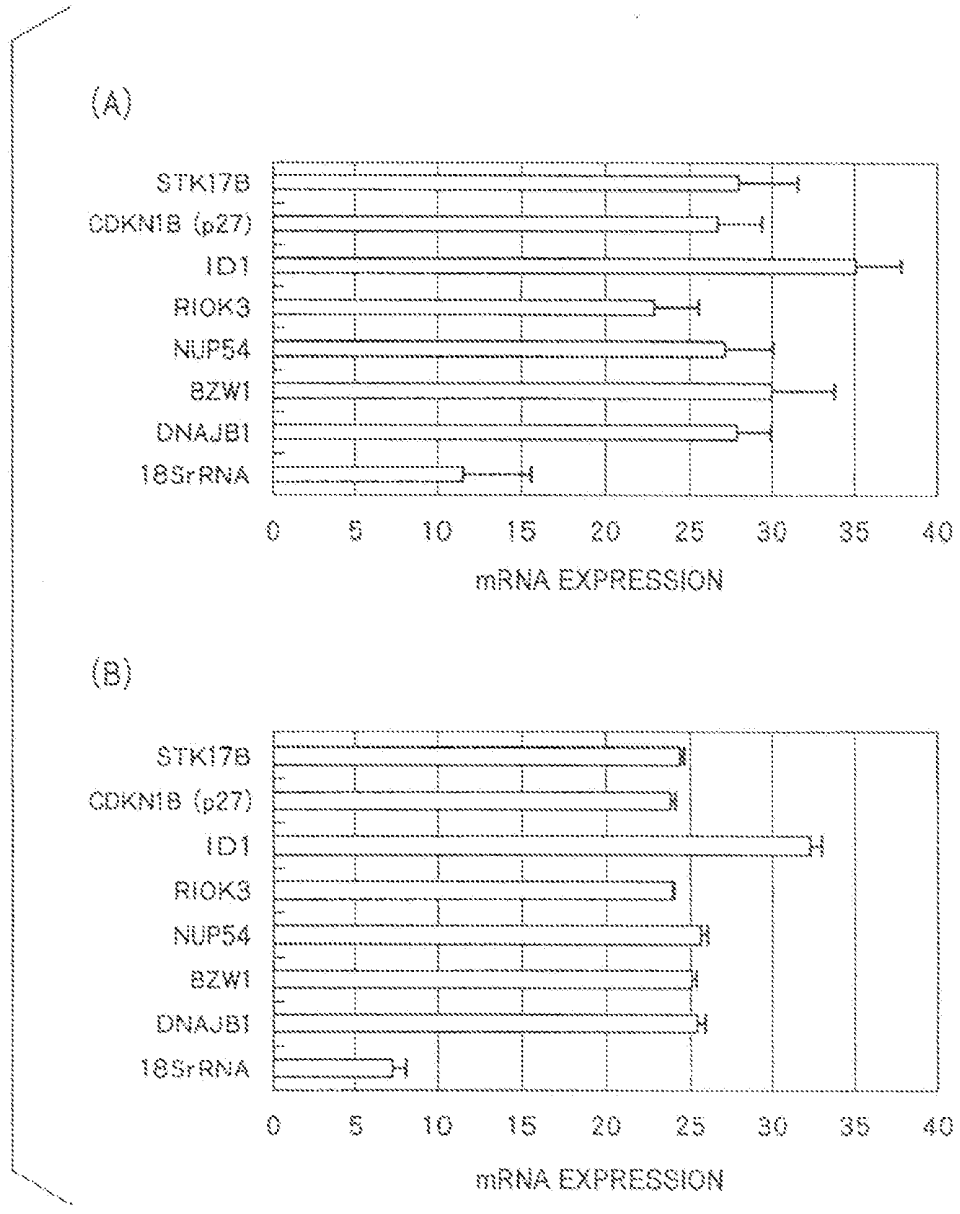 (A)
STK17B
CDKN1B (p27)
ID1
RIOK3
NUP54
BZW1
DNAJB1
18SrRNA
0 5 10 15 20 25 30 35 40
mRNA EXPRESSION
(B)
STK17B
CDKN1B (p27)
ID1
RIOK3
NUP54
BZW1
DNAJB1
18SrRNA
0 5 10 15 20 25 30 35 40
mRNA EXPRESSION